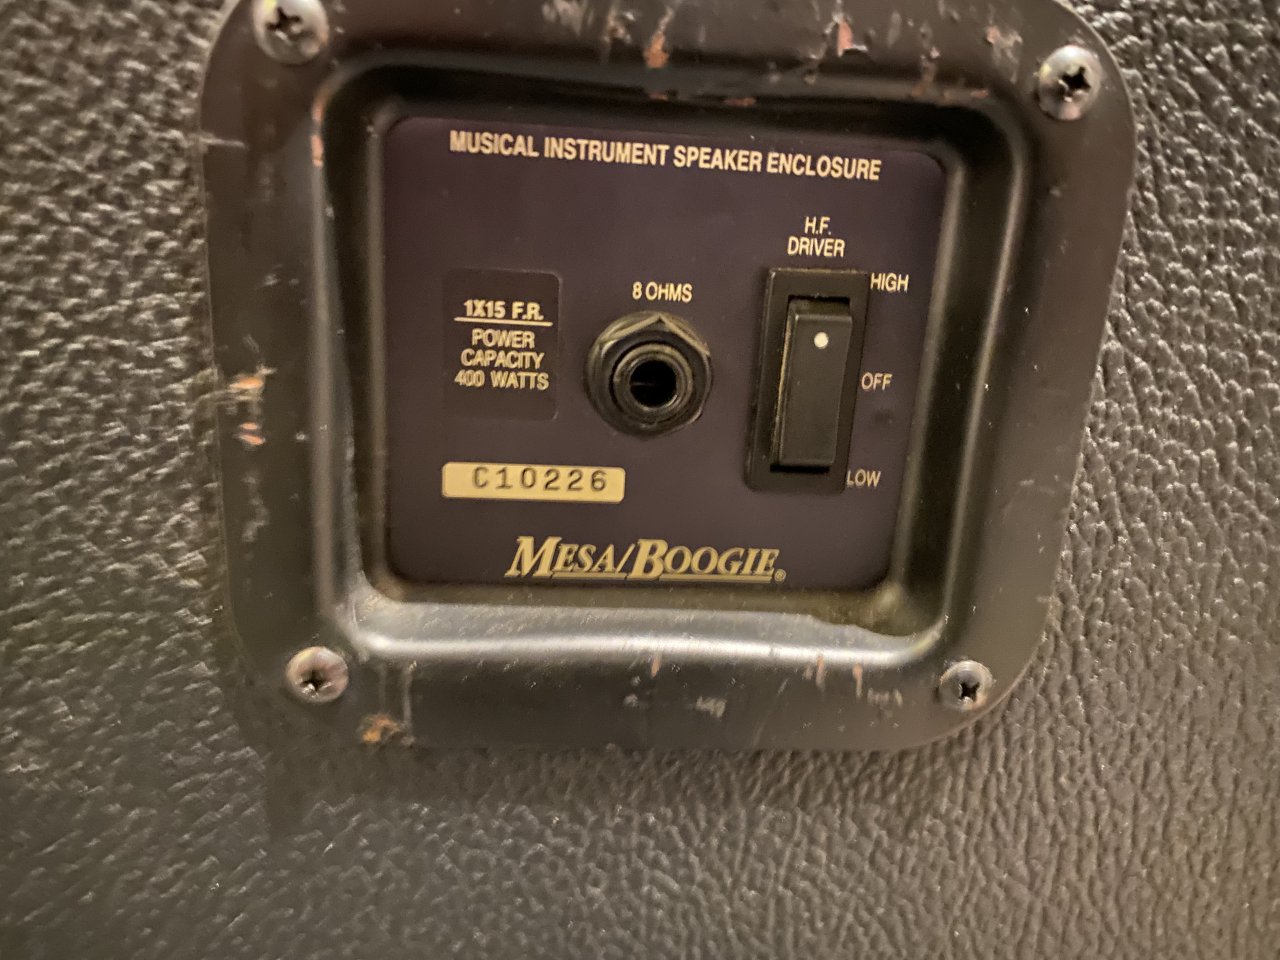 MUSICAL INSTRUMENT SPEAKER ENCLOSURE
H.F.
DRIVER
HIGH
8 OHMS
1X15 F.R.
POWER
CAPACITY
400 WATTS
OFF
LOW
C10226
MESA/BOOGIE®